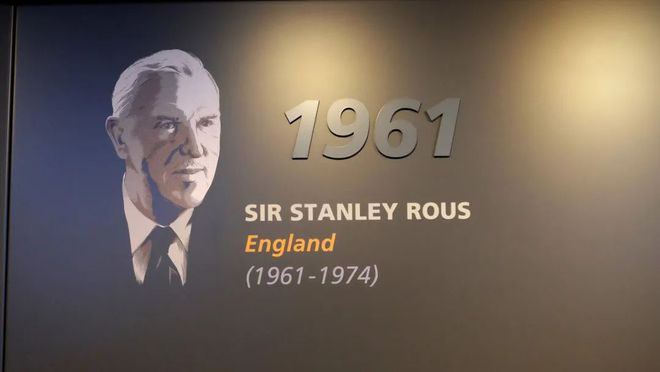 1961
SIR STANLEY ROUS
England
(1961-1974)